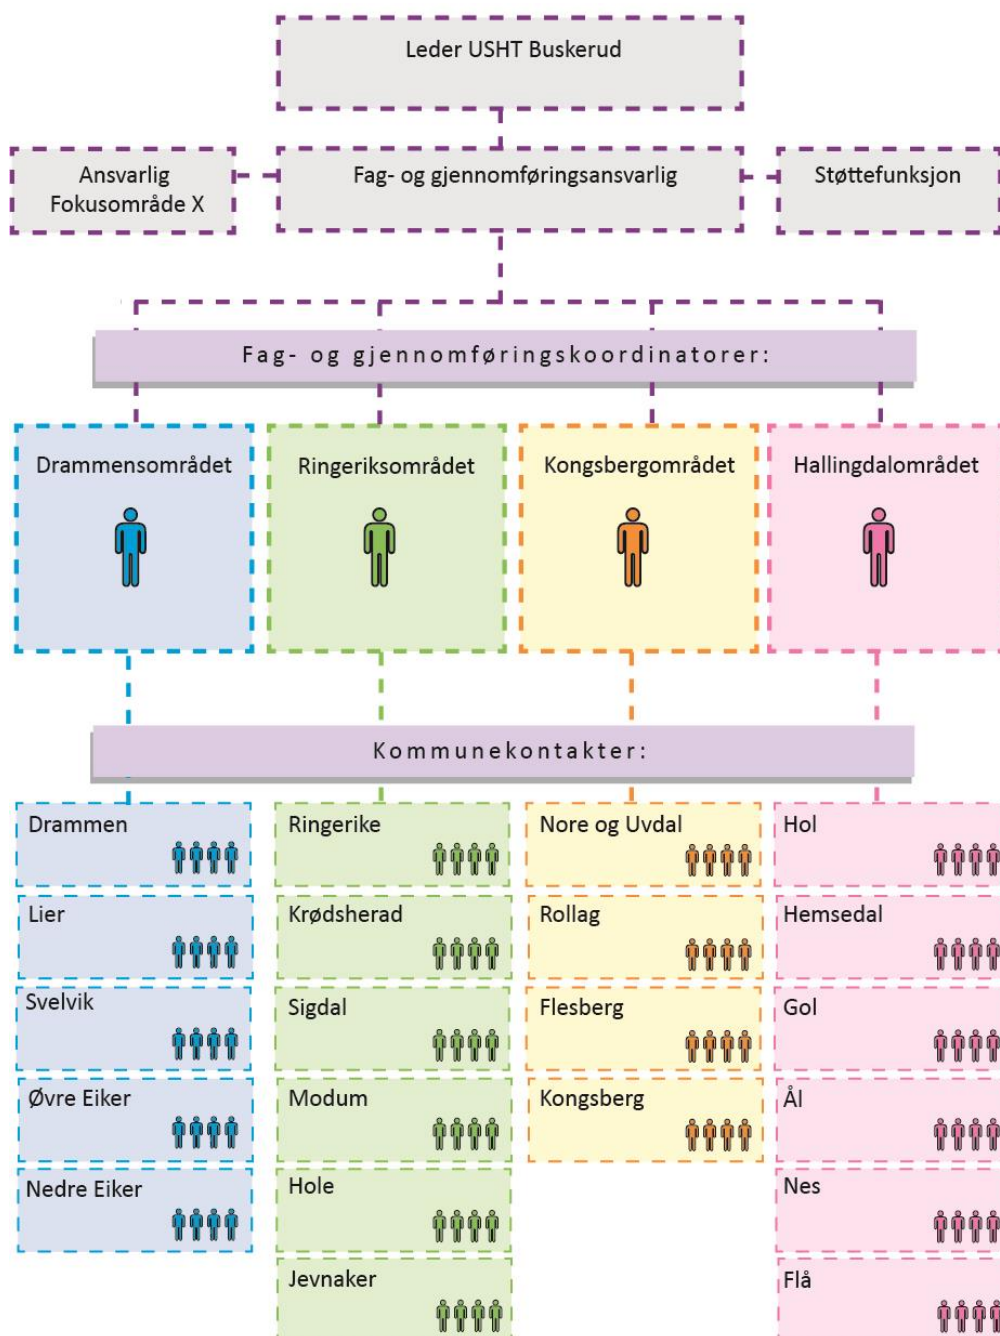 Leder USHT Buskerud
Ansvarlig
Fokusområde X
Fag- og gjennomføringsansvarlig
Støttefunksjon
Fag- og gjennomføringskoordinatorer:
Drammensområdet
Ringeriksområdet
Kongsbergområdet
Hallingdalområdet
Kommunekontakter:
Drammen
Lier
Svelvik
Øvre Eiker
Nedre Eiker
Ringerike
Krødsherad
Sigdal
Modum
Hole
Jevnaker
Nore og Uvdal
Rollag
Flesberg
Kongsberg
Hol
Hemsedal
Gol
Ål
Nes
Flå